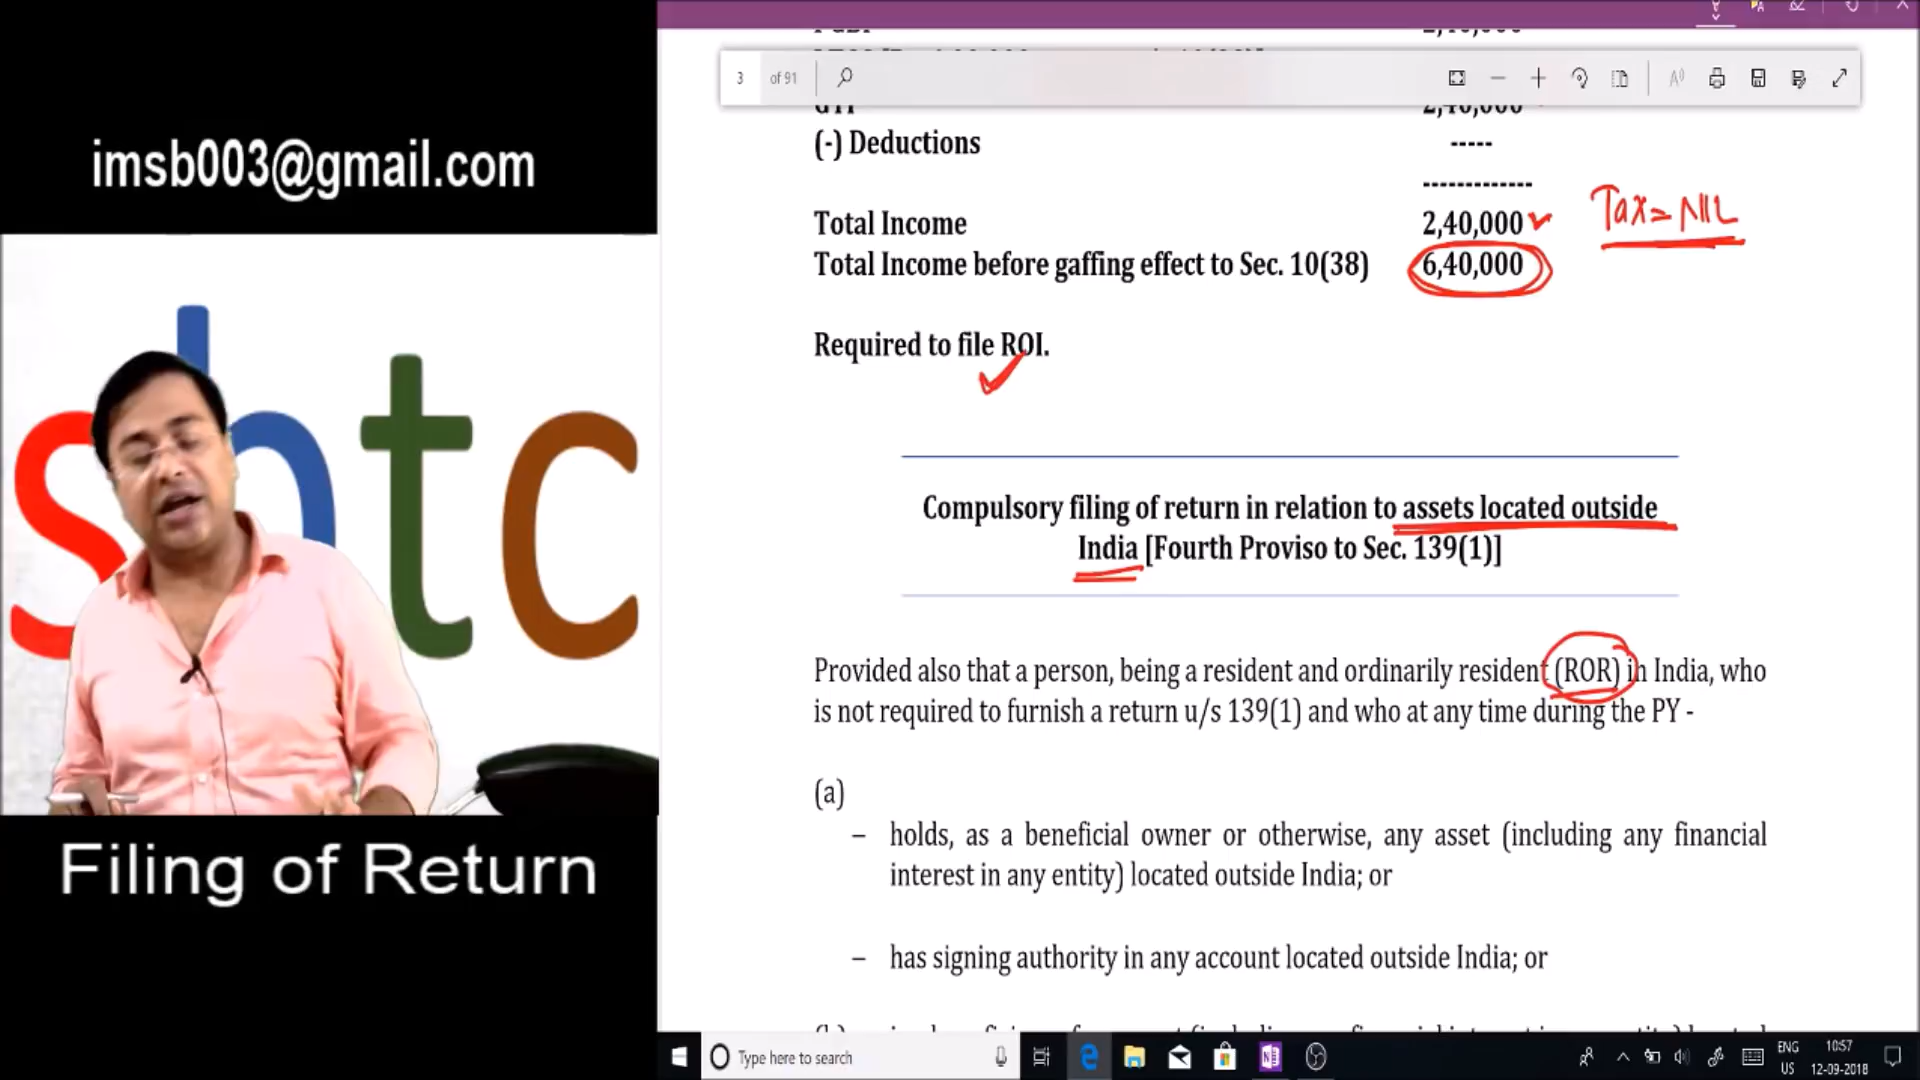 imsb003@gmail.com
shtc
Filing of Return
3 of 91
(-) Deductions -----
-------------
Total Income 2,40,000
Tax = NIL
Total Income before gaffing effect to Sec. 10(38) 6,40,000
Required to file ROI.
Compulsory filing of return in relation to assets located outside
India [Fourth Proviso to Sec. 139(1)]
Provided also that a person, being a resident and ordinarily resident (ROR) in India, who
is not required to furnish a return u/s 139(1) and who at any time during the PY -
(a)
– holds, as a beneficial owner or otherwise, any asset (including any financial
interest in any entity) located outside India; or
– has signing authority in any account located outside India; or
Type here to search
ENG
US
10:57
12-09-2018